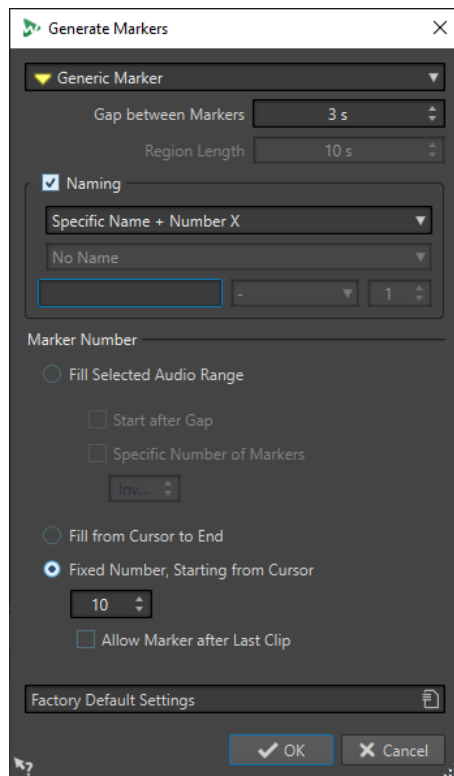 Generate Markers
Generic Marker
Gap between Markers 3 s
Region Length 10 s
Naming
Specific Name + Number X
No Name
- 1
Marker Number
Fill Selected Audio Range
Start after Gap
Specific Number of Markers
Inv...
Fill from Cursor to End
Fixed Number, Starting from Cursor
10
Allow Marker after Last Clip
Factory Default Settings
OK Cancel
?